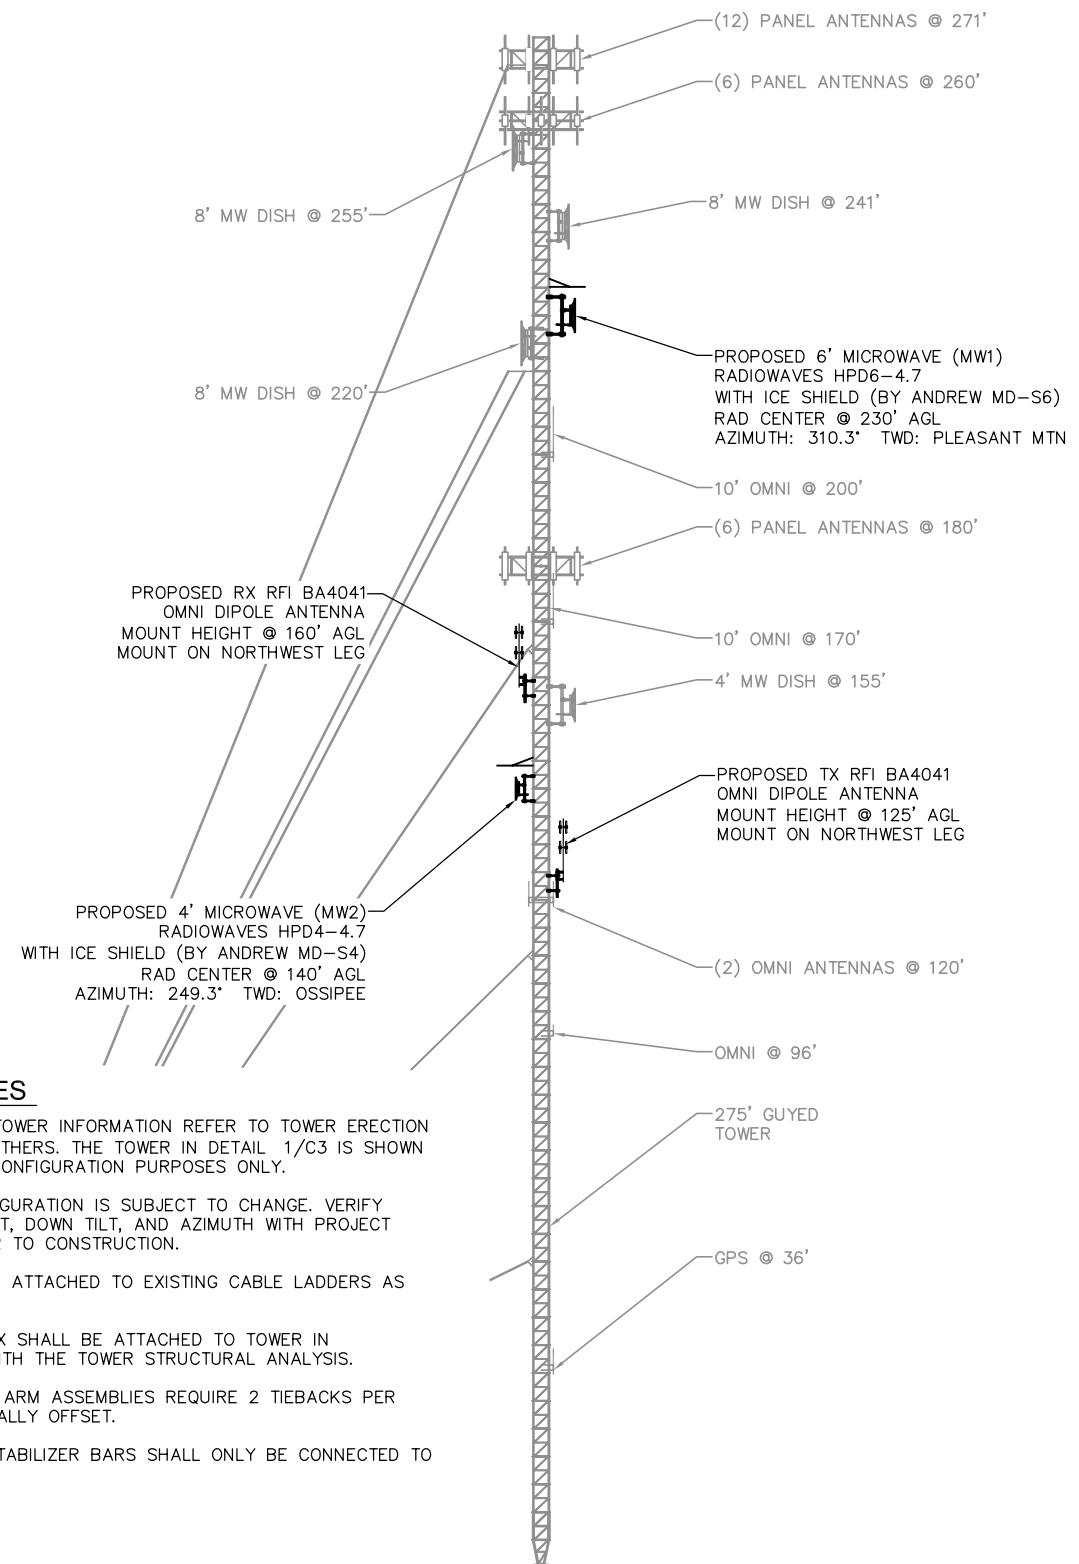 (12) PANEL ANTENNAS @ 271'
(6) PANEL ANTENNAS @ 260'
8' MW DISH @ 255'
8' MW DISH @ 241'
PROPOSED 6' MICROWAVE (MW1)
RADIOWAVES HPD6-4.7
WITH ICE SHIELD (BY ANDREW MD-S6)
RAD CENTER @ 230' AGL
AZIMUTH: 310.3° TWD: PLEASANT MTN
8' MW DISH @ 220'
10' OMNI @ 200'
(6) PANEL ANTENNAS @ 180'
PROPOSED RX RFI BA4041
OMNI DIPOLE ANTENNA
MOUNT HEIGHT @ 160' AGL
MOUNT ON NORTHWEST LEG
10' OMNI @ 170'
4' MW DISH @ 155'
PROPOSED TX RFI BA4041
OMNI DIPOLE ANTENNA
MOUNT HEIGHT @ 125' AGL
MOUNT ON NORTHWEST LEG
PROPOSED 4' MICROWAVE (MW2)
RADIOWAVES HPD4-4.7
WITH ICE SHIELD (BY ANDREW MD-S4)
RAD CENTER @ 140' AGL
AZIMUTH: 249.3° TWD: OSSIPEE
(2) OMNI ANTENNAS @ 120'
OMNI @ 96'
275' GUYED
TOWER
GPS @ 36'
ES
TOWER INFORMATION REFER TO TOWER ERECTION
THERS. THE TOWER IN DETAIL 1/C3 IS SHOWN
ONFIGURATION PURPOSES ONLY.
GURATION IS SUBJECT TO CHANGE. VERIFY
T, DOWN TILT, AND AZIMUTH WITH PROJECT
R TO CONSTRUCTION.
ATTACHED TO EXISTING CABLE LADDERS AS
X SHALL BE ATTACHED TO TOWER IN
ITH THE TOWER STRUCTURAL ANALYSIS.
ARM ASSEMBLIES REQUIRE 2 TIEBACKS PER
ALLY OFFSET.
TABILIZER BARS SHALL ONLY BE CONNECTED TO